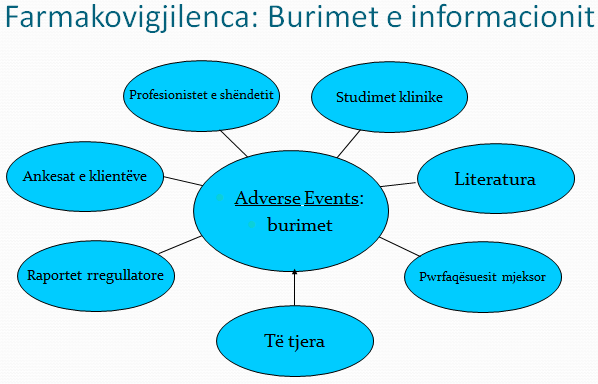 Farmakovigjilenca: Burimet e informacionit
Profesionistet e shëndetit
Studimet klinike
Ankesat e klientëve
Literatura
Adverse Events:
burimet
Raportet rregullatore
Pwrfaqësuesit mjeksor
Të tjera